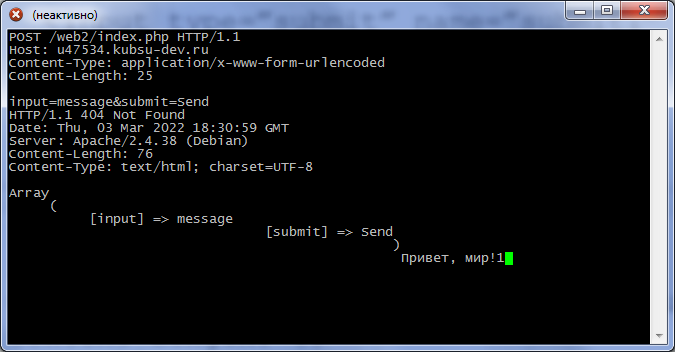 (неактивно)
POST /web2/index.php HTTP/1.1
Host: u47534.kubsu-dev.ru
Content-Type: application/x-www-form-urlencoded
Content-Length: 25

input=message&submit=Send
HTTP/1.1 404 Not Found
Date: Thu, 03 Mar 2022 18:30:59 GMT
Server: Apache/2.4.38 (Debian)
Content-Length: 76
Content-Type: text/html; charset=UTF-8

Array
(
[input] => message
[submit] => Send
)
Привет, мир!1